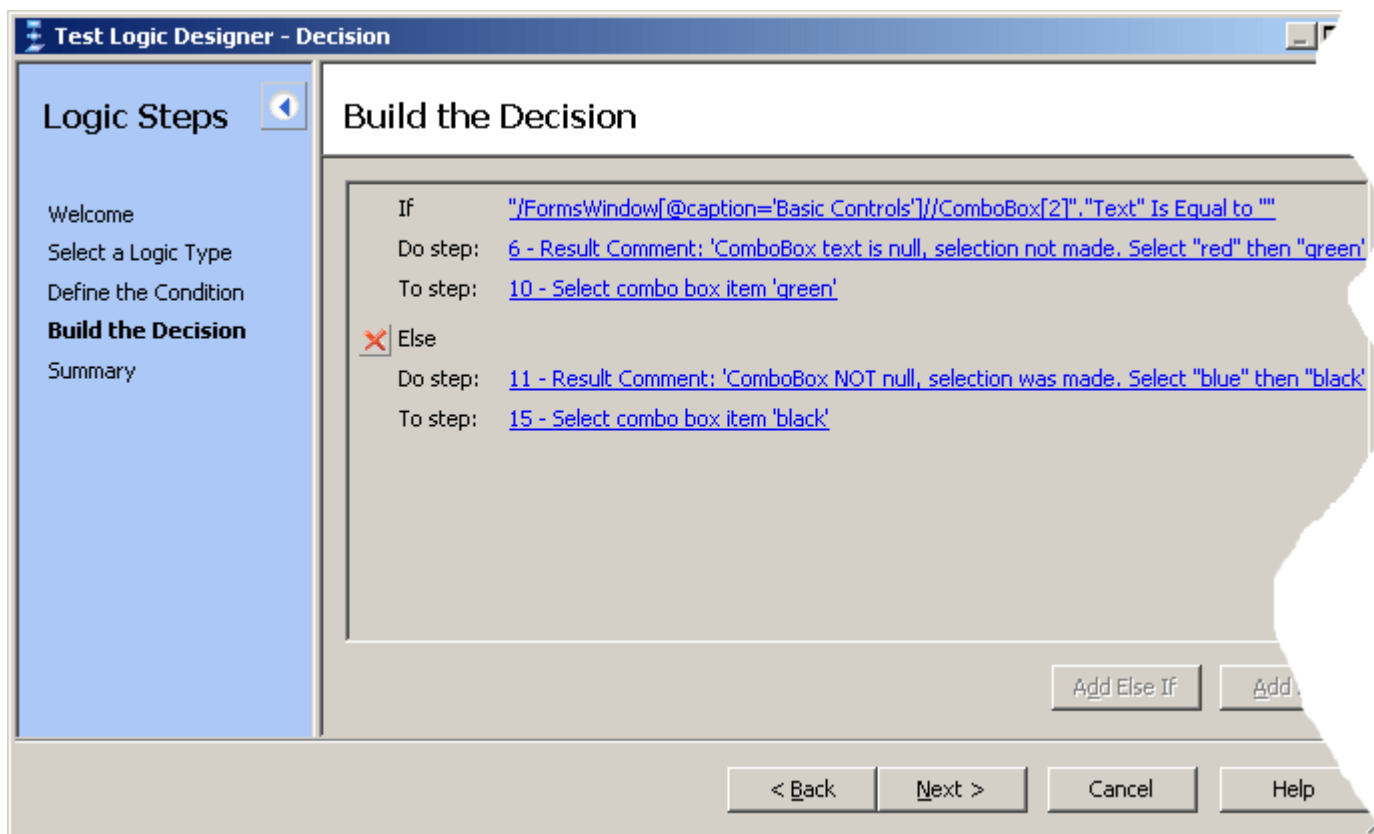 Test Logic Designer - Decision
Logic Steps
Welcome
Select a Logic Type
Define the Condition
Build the Decision
Summary
Build the Decision
If "/FormsWindow[@caption='Basic Controls']//ComboBox[2]"."Text" Is Equal to ""
Do step: 6 - Result Comment: 'ComboBox text is null, selection not made. Select "red" then "green'
To step: 10 - Select combo box item 'green'
Else
Do step: 11 - Result Comment: 'ComboBox NOT null, selection was made. Select "blue" then "black'
To step: 15 - Select combo box item 'black'
Add Else If Add
< Back Next > Cancel Help